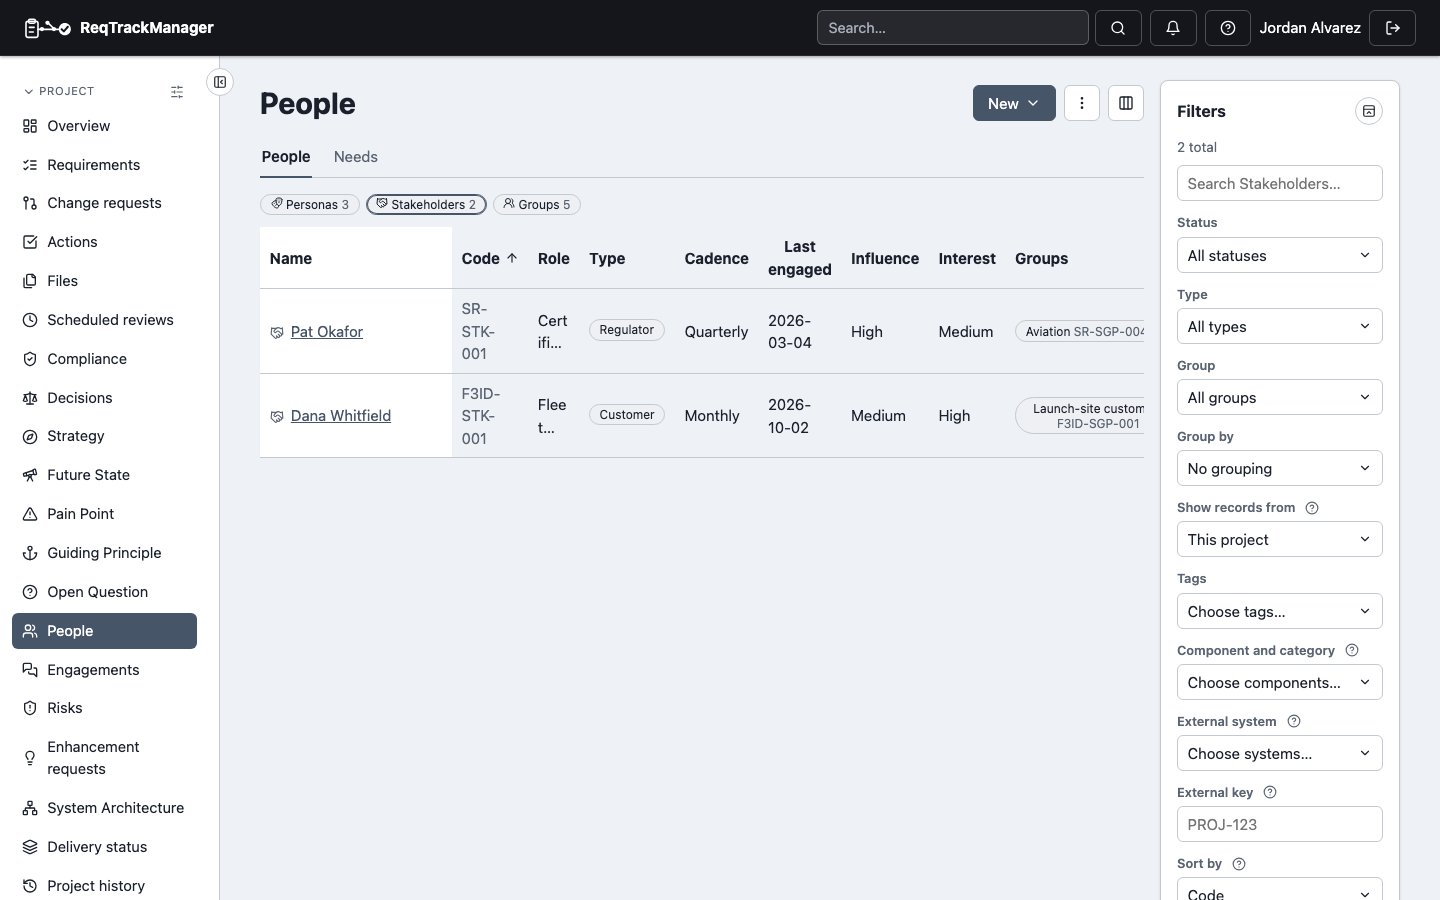 ReqTrackManager
Search...
Jordan Alvarez
PROJECT
Overview
Requirements
Change requests
Actions
Files
Scheduled reviews
Compliance
Decisions
Strategy
Future State
Pain Point
Guiding Principle
Open Question
People
Engagements
Risks
Enhancement
requests
System Architecture
Delivery status
Project history
People
New
People Needs
Personas 3 Stakeholders 2 Groups 5
Name Code Role Type Cadence Last engaged Influence Interest Groups
Pat Okafor
SR-
STK-
001
Cert
ifi...
Regulator
Quarterly
2026-
03-04
High
Medium
Aviation SR-SGP-004
Dana Whitfield
F3ID-
STK-
001
Flee
t...
Customer
Monthly
2026-
10-02
Medium
High
Launch-site custom
F3ID-SGP-001
Filters
2 total
Search Stakeholders...
Status
All statuses
Type
All types
Group
All groups
Group by
No grouping
Show records from
This project
Tags
Choose tags...
Component and category
Choose components...
External system
Choose systems...
External key
PROJ-123
Sort by
Code